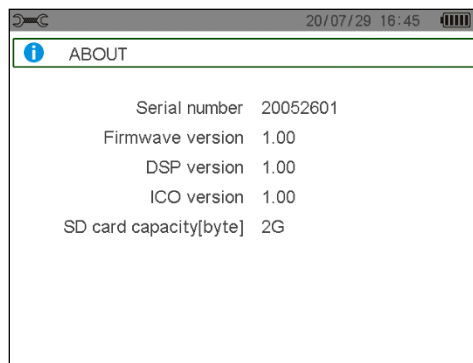 20/07/29 16:45
ABOUT
Serial number 20052601
Firmwave version 1.00
DSP version 1.00
ICO version 1.00
SD card capacity[byte] 2G